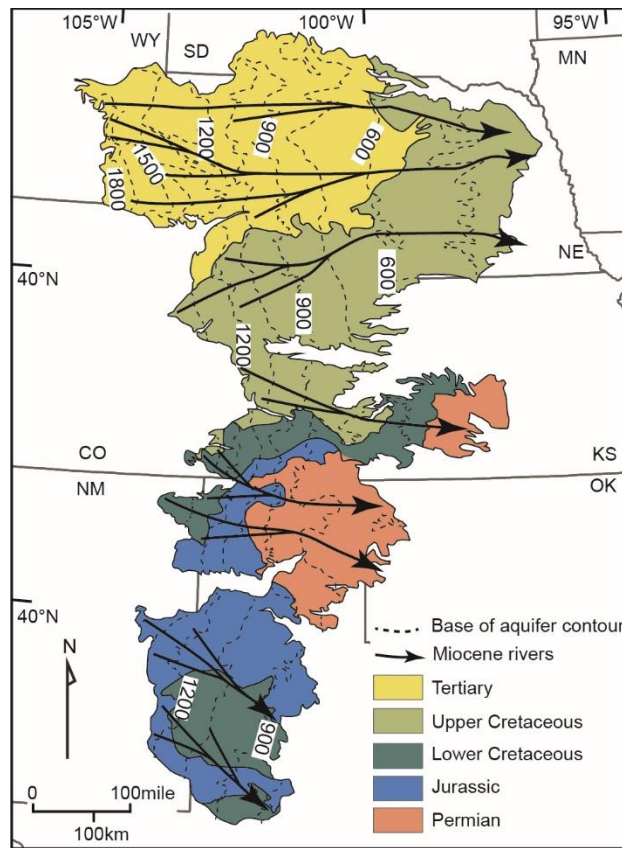 105°W 100°W 95°W
WY SD
MN
900
1200
600
1500
1800
NE
40°N
600
900
1200
CO KS
NM OK
40°N
N
1200
900
Base of aquifer contour
Miocene rivers
Tertiary
Upper Cretaceous
Lower Cretaceous
Jurassic
Permian
0 100mile
100km